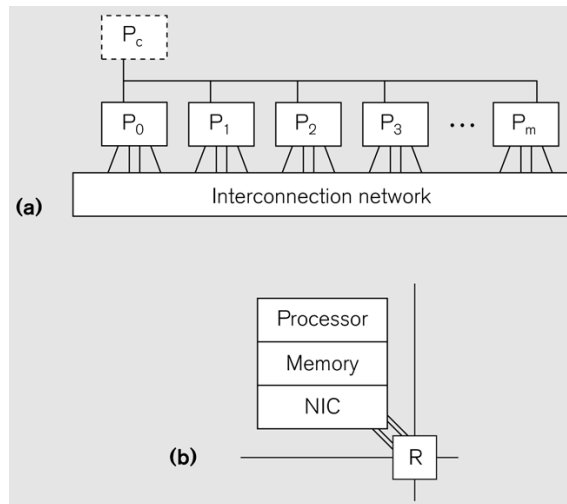 Pc
P0 P1 P2 P3 ... Pm
Interconnection network
(a)
Processor
Memory
NIC
(b)
R